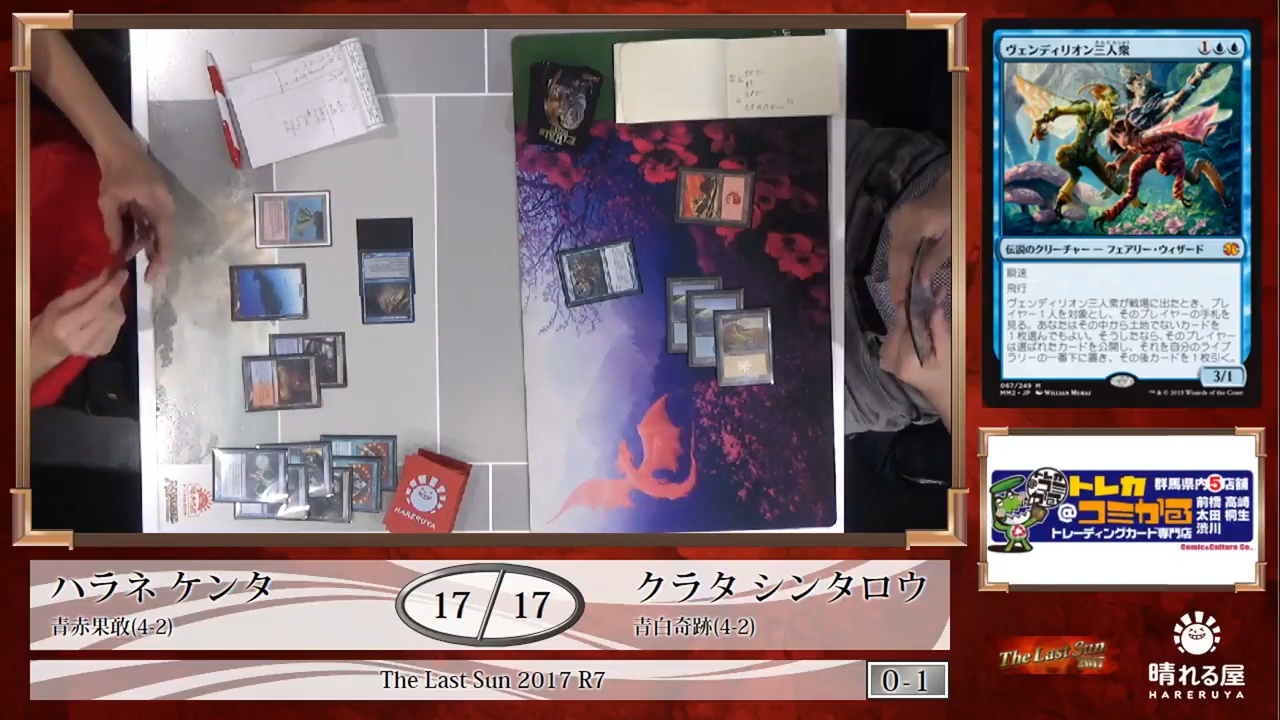 ヴェンディリオン三人衆
1
伝説のクリーチャー — フェアリー・ウィザード
瞬速
飛行
ヴェンディリオン三人衆が戦場に出たとき、プレ
イヤー1人を対象とし、そのプレイヤーの手札を
見る。あなたはその中から土地でないカードを
1枚選んでもよい。そうしたなら、そのプレイヤー
は選ばれたカードを公開し、それを自分のライブ
ラリーの一番下に置き、その後カードを1枚引く。
3/1
067/249 M
MM2・JP
WILLIAN MURAI
HARERUYA
トレカ
@コミかる
群馬県内5店舗
前橋 高崎
太田 桐生
渋川
トレーディングカード専門店
Comic&Culture Co.
ハラネ ケンタ
青赤果敢(4-2)
17 / 17
クラタ シンタロウ
青白奇跡(4-2)
The Last Sun 2017 R7
0-1
The Last Sun
2017
晴れる屋
HARERUYA